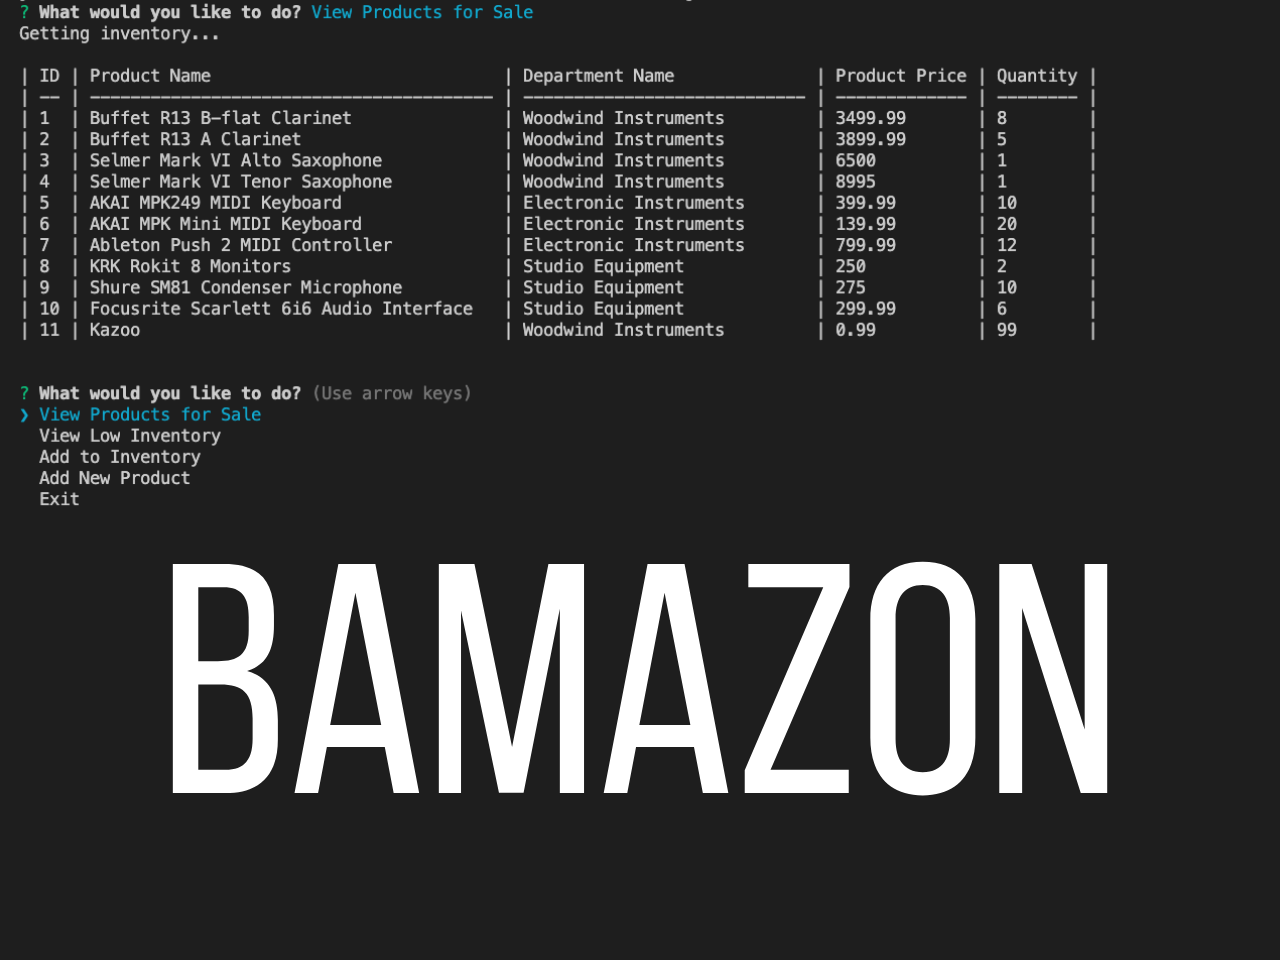 ? What would you like to do? View Products for Sale
Getting inventory...
| ID | Product Name | Department Name | Product Price | Quantity |
| -- | ---------------------------------------- | ---------------------------- | ------------- | -------- |
| 1 | Buffet R13 B-flat Clarinet | Woodwind Instruments | 3499.99 | 8 |
| 2 | Buffet R13 A Clarinet | Woodwind Instruments | 3899.99 | 5 |
| 3 | Selmer Mark VI Alto Saxophone | Woodwind Instruments | 6500 | 1 |
| 4 | Selmer Mark VI Tenor Saxophone | Woodwind Instruments | 8995 | 1 |
| 5 | AKAI MPK249 MIDI Keyboard | Electronic Instruments | 399.99 | 10 |
| 6 | AKAI MPK Mini MIDI Keyboard | Electronic Instruments | 139.99 | 20 |
| 7 | Ableton Push 2 MIDI Controller | Electronic Instruments | 799.99 | 12 |
| 8 | KRK Rokit 8 Monitors | Studio Equipment | 250 | 2 |
| 9 | Shure SM81 Condenser Microphone | Studio Equipment | 275 | 10 |
| 10 | Focusrite Scarlett 6i6 Audio Interface | Studio Equipment | 299.99 | 6 |
| 11 | Kazoo | Woodwind Instruments | 0.99 | 99 |
? What would you like to do? (Use arrow keys)
❯ View Products for Sale
View Low Inventory
Add to Inventory
Add New Product
Exit
BAMAZON